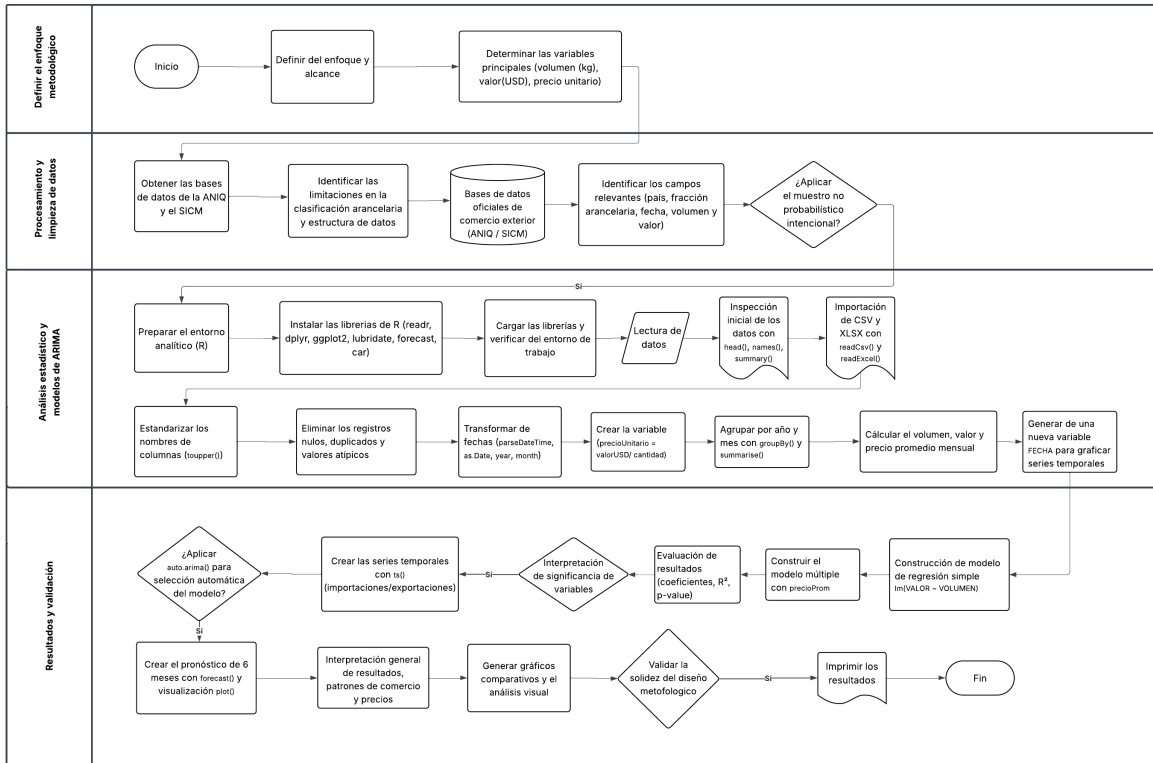 Definir el enfoque
metodológico
Inicio
Definir del enfoque y
alcance
Determinar las variables
principales (volumen (kg),
valor(USD), precio unitario)
Procesamiento y
limpieza de datos
Obtener las bases
de datos de la ANIQ
y el SICM
Identificar las
limitaciones en la
clasificación arancelaria
y estructura de datos
Bases de datos
oficiales de
comercio exterior
(ANIQ / SICM)
Identificar los campos
relevantes (pais, fracción
arancelaria, fecha, volumen y
valor)
¿Aplicar
el muestro no
probabilístico
intencional?
Sí
Análisis estadístico y
modelos de ARIMA
Preparar el entorno
analítico (R)
Instalar las librerias de R (readr,
dplyr, ggplot2, lubridate, forecast,
car)
Cargar las librerías y
verificar del entorno de
trabajo
Lectura de
datos
Inspección
inicial de los
datos con
head(), names(),
summary()
Importación
de CSV y
XLSX con
readCsv() y
readExcel()
Estandarizar los
nombres de
columnas (toupper())
Eliminar los registros
nulos, duplicados y
valores atípicos
Transformar de
fechas (parseDateTime,
as.Date, year, month)
Crear la variable
(precioUnitario =
valorUSD/ cantidad)
Agrupar por año y
mes con groupBy() y
summarise()
Cálcular el volumen, valor y
precio promedio mensual
Generar de una
nueva variable
FECHA para graficar
series temporales
Resultados y validación
¿Aplicar
auto.arima() para
selección automática
del modelo?
Crear las series temporales
con ts()
(importaciones/exportaciones)
Sí
Interpretación
de significancia de
variables
Evaluación de
resultados
(coeficientes, R²,
p-value)
Construir el
modelo múltiple
con precioProm
Construcción de modelo
de regresión simple
lm(VALOR ~ VOLUMEN)
Sí
Crear el pronóstico de 6
meses con forecast() y
visualización plot()
Interpretación general
de resultados,
patrones de comercio
y precios
Generar gráficos
comparativos y el
análisis visual
Validar la
solidez del diseño
metofologico
Sí
Imprimir los
resultados
Fin